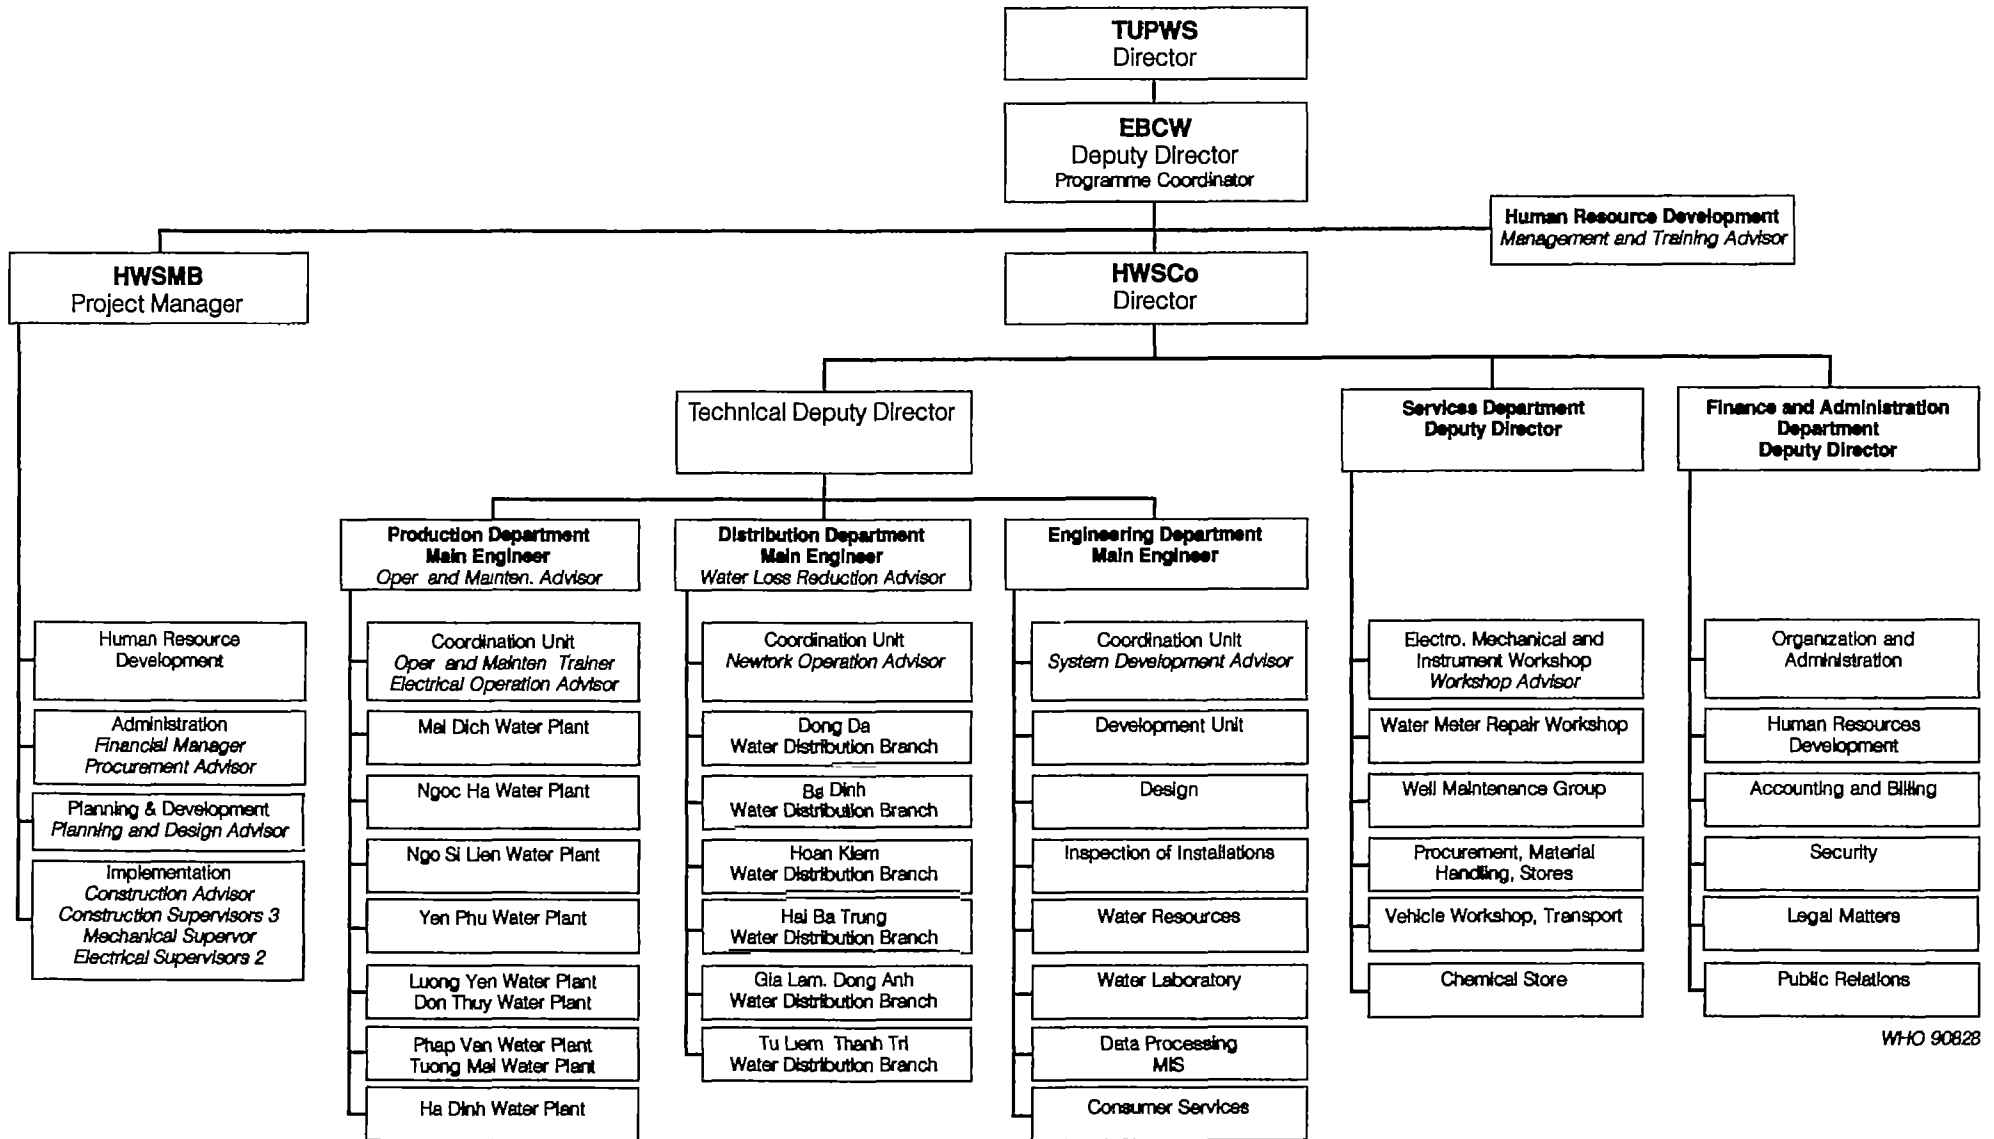 TUPWS
Director
EBCW
Deputy Director
Programme Coordinator
Human Resource Development
Management and Training Advisor
HWSMB
Project Manager
HWSCo
Director
Technical Deputy Director
Services Department
Deputy Director
Finance and Administration
Department
Deputy Director
Production Department
Main Engineer
Oper and Mainten. Advisor
Distribution Department
Main Engineer
Water Loss Reduction Advisor
Engineering Department
Main Engineer
Human Resource
Development
Administration
Financial Manager
Procurement Advisor
Planning & Development
Planning and Design Advisor
Implementation
Construction Advisor
Construction Supervisors 3
Mechanical Supervor
Electrical Supervisors 2
Coordination Unit
Oper and Mainten Trainer
Electrical Operation Advisor
Mai Dich Water Plant
Ngoc Ha Water Plant
Ngo Si Lien Water Plant
Yen Phu Water Plant
Luong Yen Water Plant
Don Thuy Water Plant
Phap Van Water Plant
Tuong Mai Water Plant
Ha Dinh Water Plant
Coordination Unit
Newtork Operation Advisor
Dong Da
Water Distribution Branch
Ba Dinh
Water Distribution Branch
Hoan Kiem
Water Distribution Branch
Hai Ba Trung
Water Distribution Branch
Gia Lam. Dong Anh
Water Distribution Branch
Tu Liem Thanh Tri
Water Distribution Branch
Coordination Unit
System Development Advisor
Development Unit
Design
Inspection of Installations
Water Resources
Water Laboratory
Data Processing
MIS
Consumer Services
Electro. Mechanical and
Instrument Workshop
Workshop Advisor
Water Meter Repair Workshop
Well Maintenance Group
Procurement, Material
Handling, Stores
Vehicle Workshop, Transport
Chemical Store
Organization and
Administration
Human Resources
Development
Accounting and Billing
Security
Legal Matters
Public Relations
WHO 90828